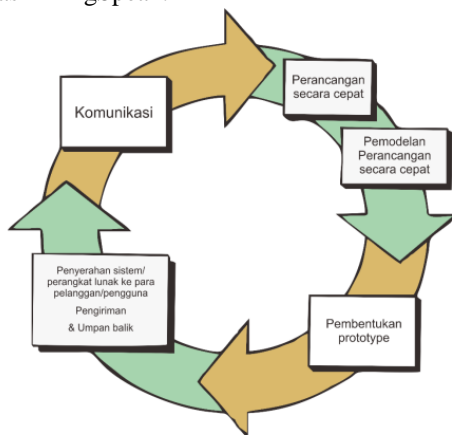 Komunikasi
Perancangan
secara cepat
Pemodelan
Perancangan
secara cepat
Pembentukan
prototype
Penyerahan sistem/
perangkat lunak ke para
pelanggan/pengguna
Pengiriman
& Umpan balik